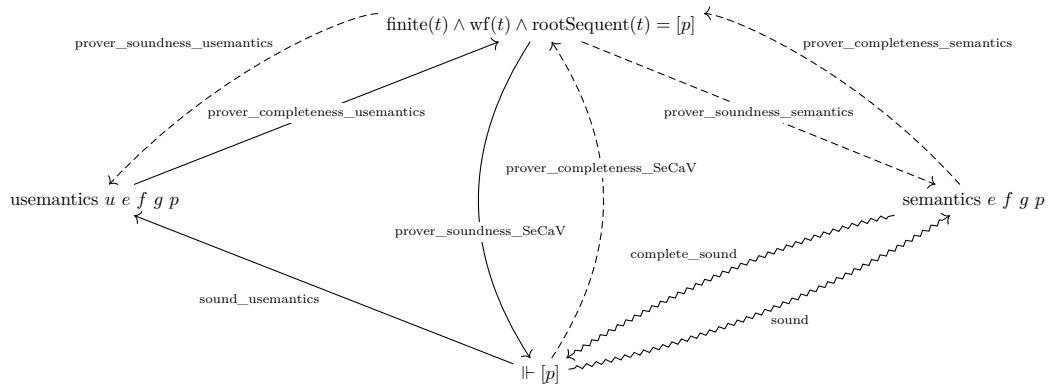 finite(t) ∧ wf(t) ∧ rootSequent(t) = [p]
prover_soundness_usemantics
prover_completeness_semantics
prover_completeness_usemantics
prover_soundness_semantics
prover_completeness_SeCaV
usemantics u e f g p
semantics e f g p
prover_soundness_SeCaV
complete_sound
sound_usemantics
sound
⊩ [p]